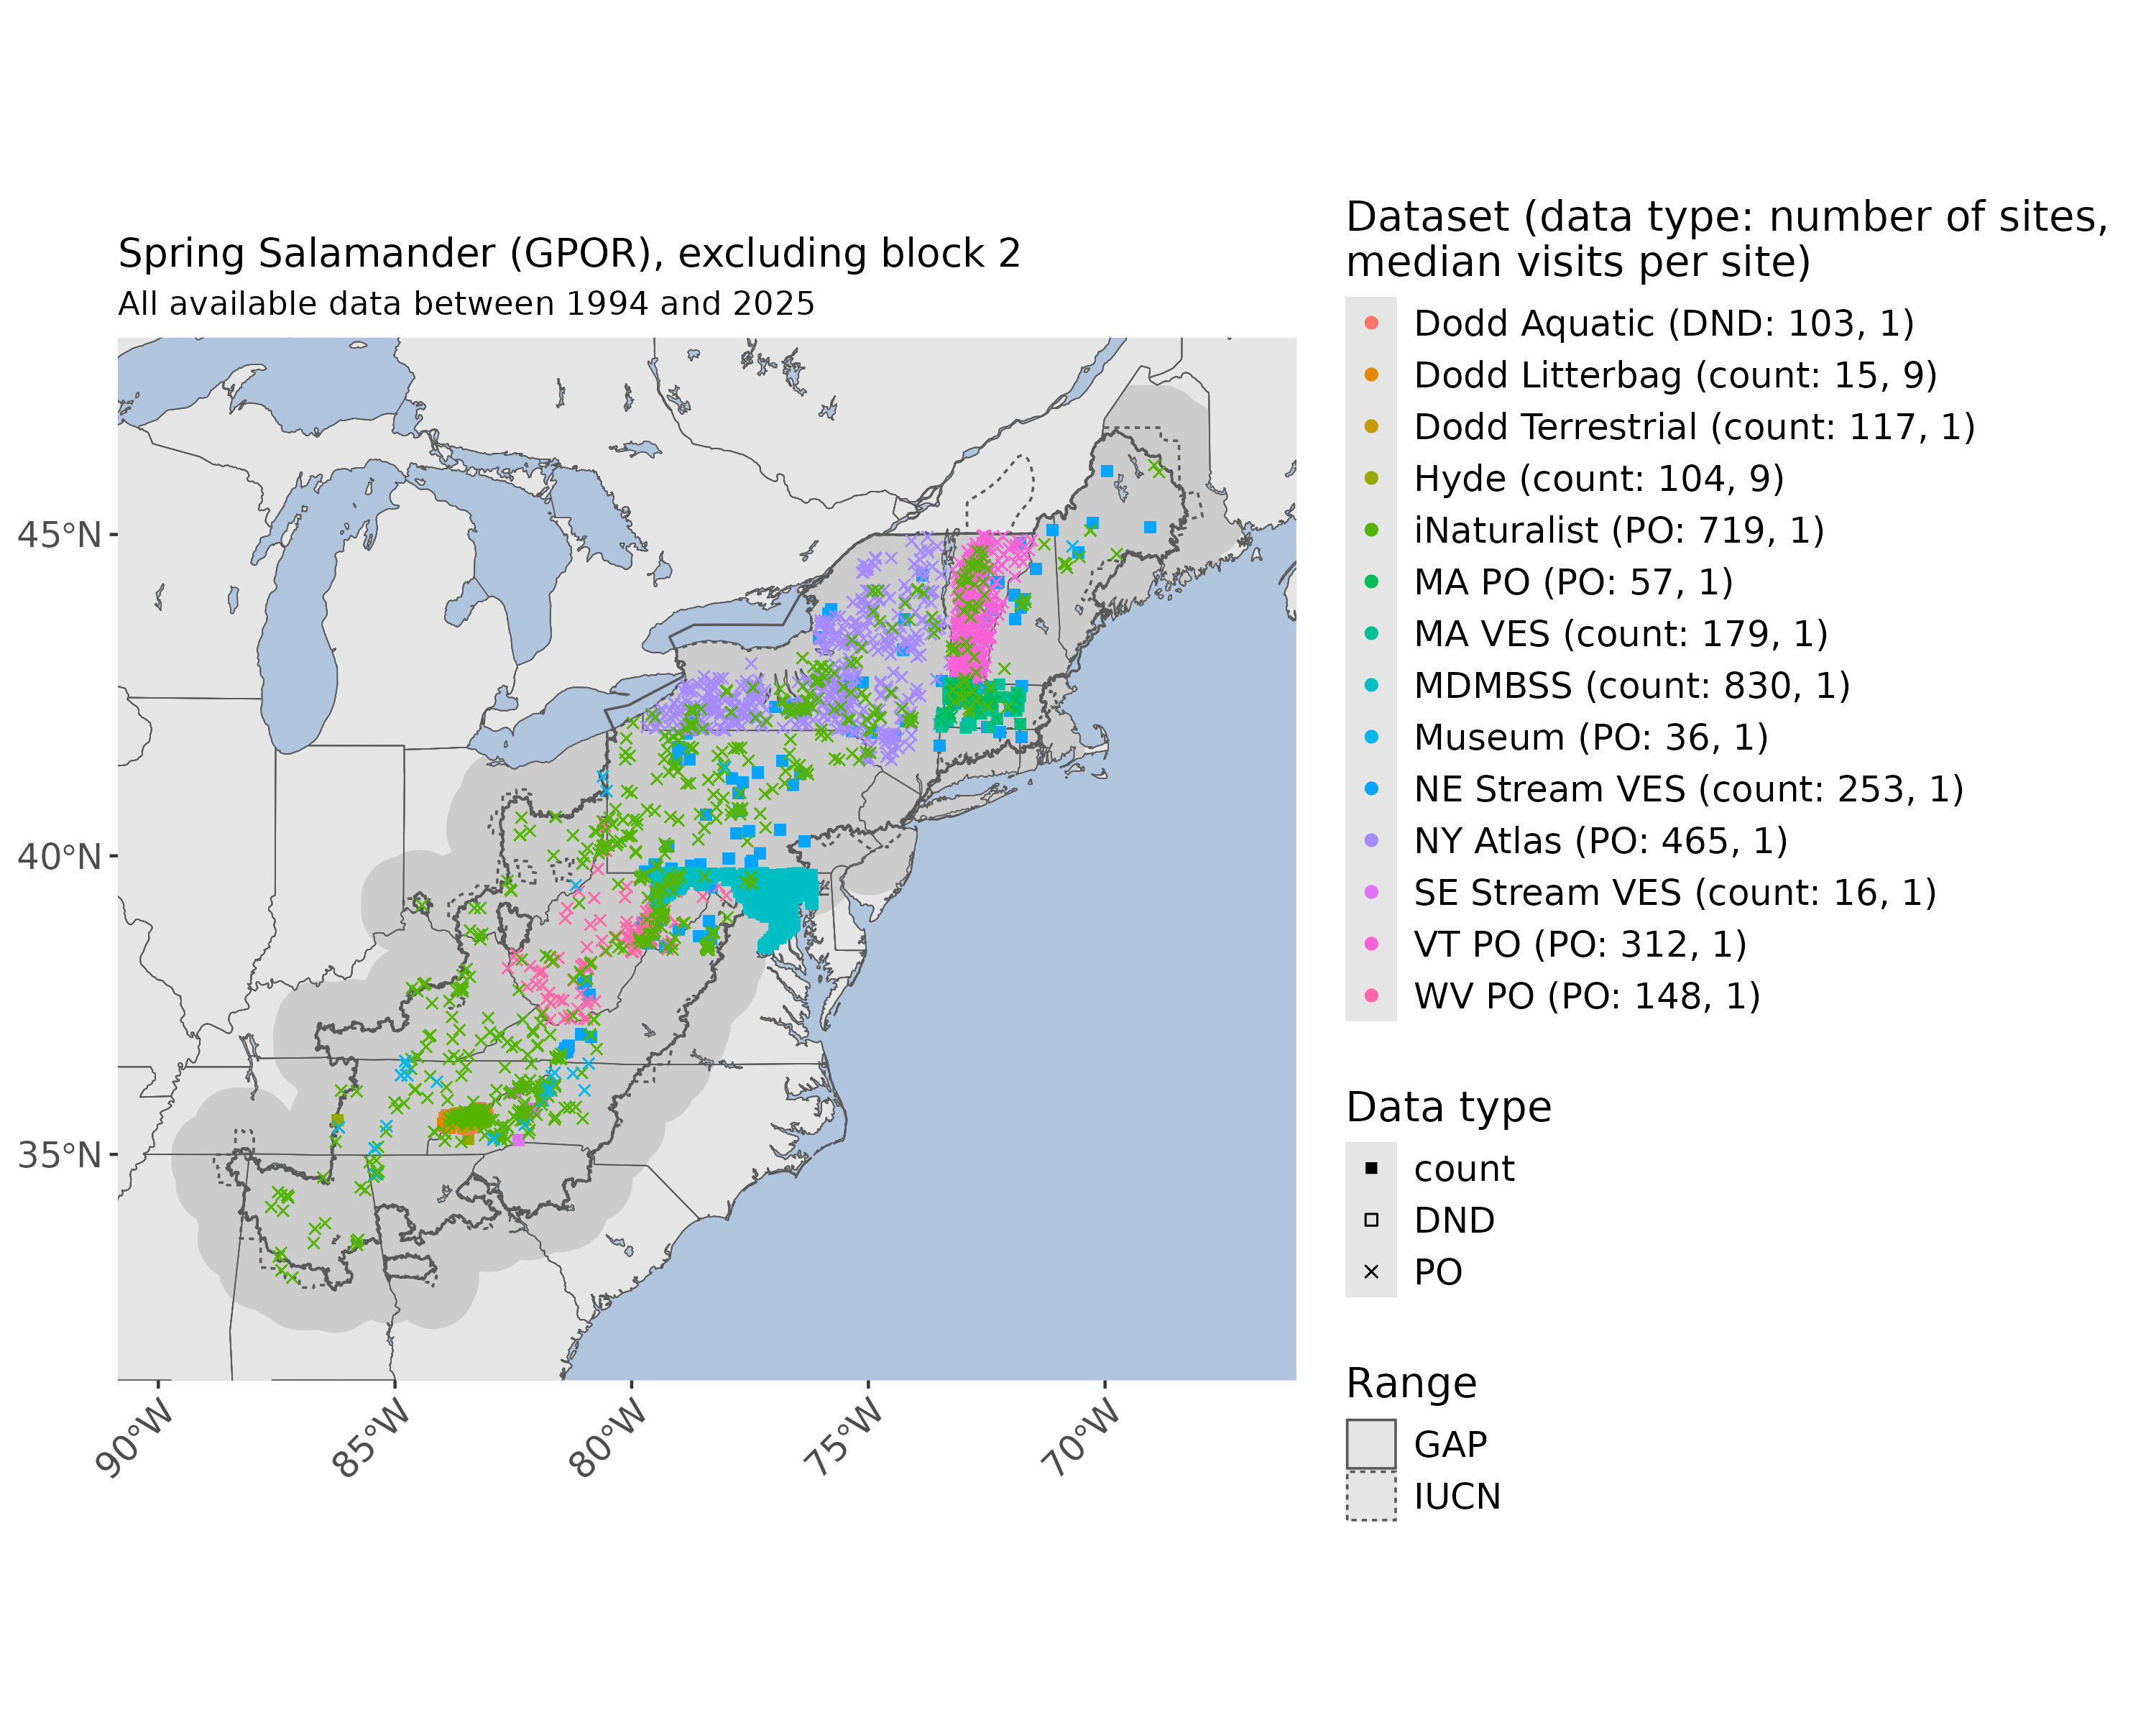 Spring Salamander (GPOR), excluding block 2
All available data between 1994 and 2025
45°N
40°N
35°N
90°W
85°W
80°W
75°W
70°W
Dataset (data type: number of sites,
median visits per site)
Dodd Aquatic (DND: 103, 1)
Dodd Litterbag (count: 15, 9)
Dodd Terrestrial (count: 117, 1)
Hyde (count: 104, 9)
iNaturalist (PO: 719, 1)
MA PO (PO: 57, 1)
MA VES (count: 179, 1)
MDMBSS (count: 830, 1)
Museum (PO: 36, 1)
NE Stream VES (count: 253, 1)
NY Atlas (PO: 465, 1)
SE Stream VES (count: 16, 1)
VT PO (PO: 312, 1)
WV PO (PO: 148, 1)
Data type
count
DND
PO
Range
GAP
IUCN